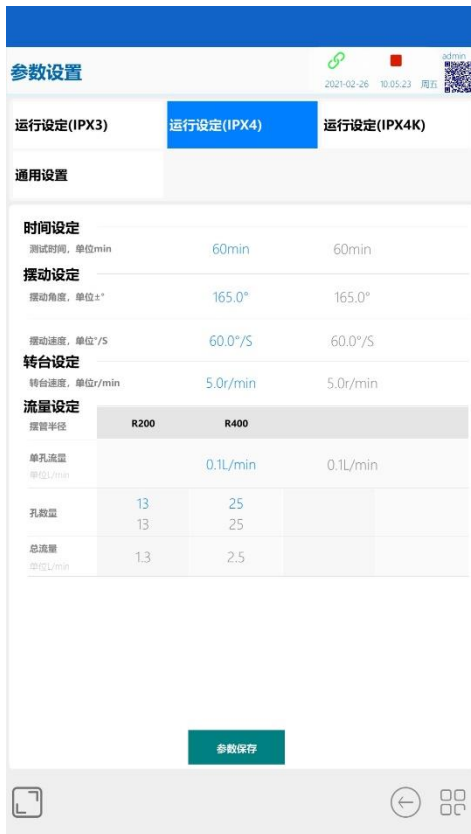 admin
参数设置
2021-02-26 10:05:23 周五
运行设定(IPX3) 运行设定(IPX4) 运行设定(IPX4K)
通用设置
时间设定
测试时间，单位min 60min 60min
摆动设定
摆动角度，单位±° 165.0° 165.0°
摆动速度，单位°/S 60.0°/S 60.0°/S
转台设定
转台速度，单位r/min 5.0r/min 5.0r/min
流量设定
摆管半径 R200 R400
单孔流量 0.1L/min 0.1L/min
单位L/min
孔数量 13 25
13 25
总流量 1.3 2.5
单位L/min
参数保存